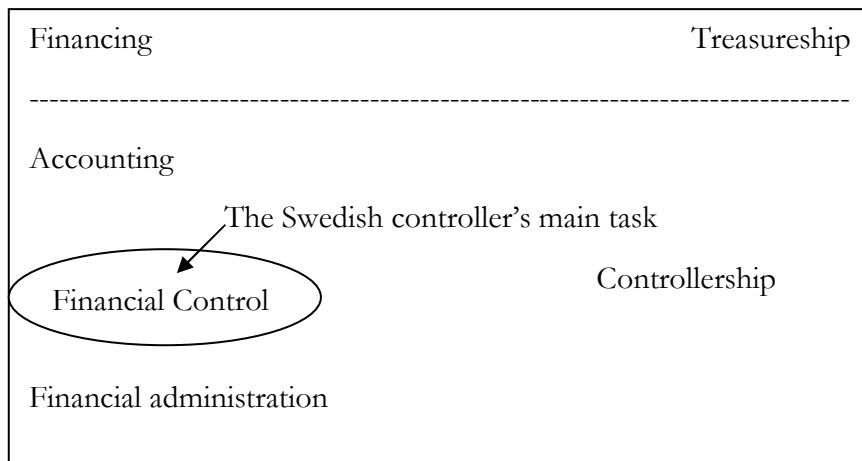 Financing Treasureship
Accounting
The Swedish controller’s main task
Controllership
Financial Control
Financial administration